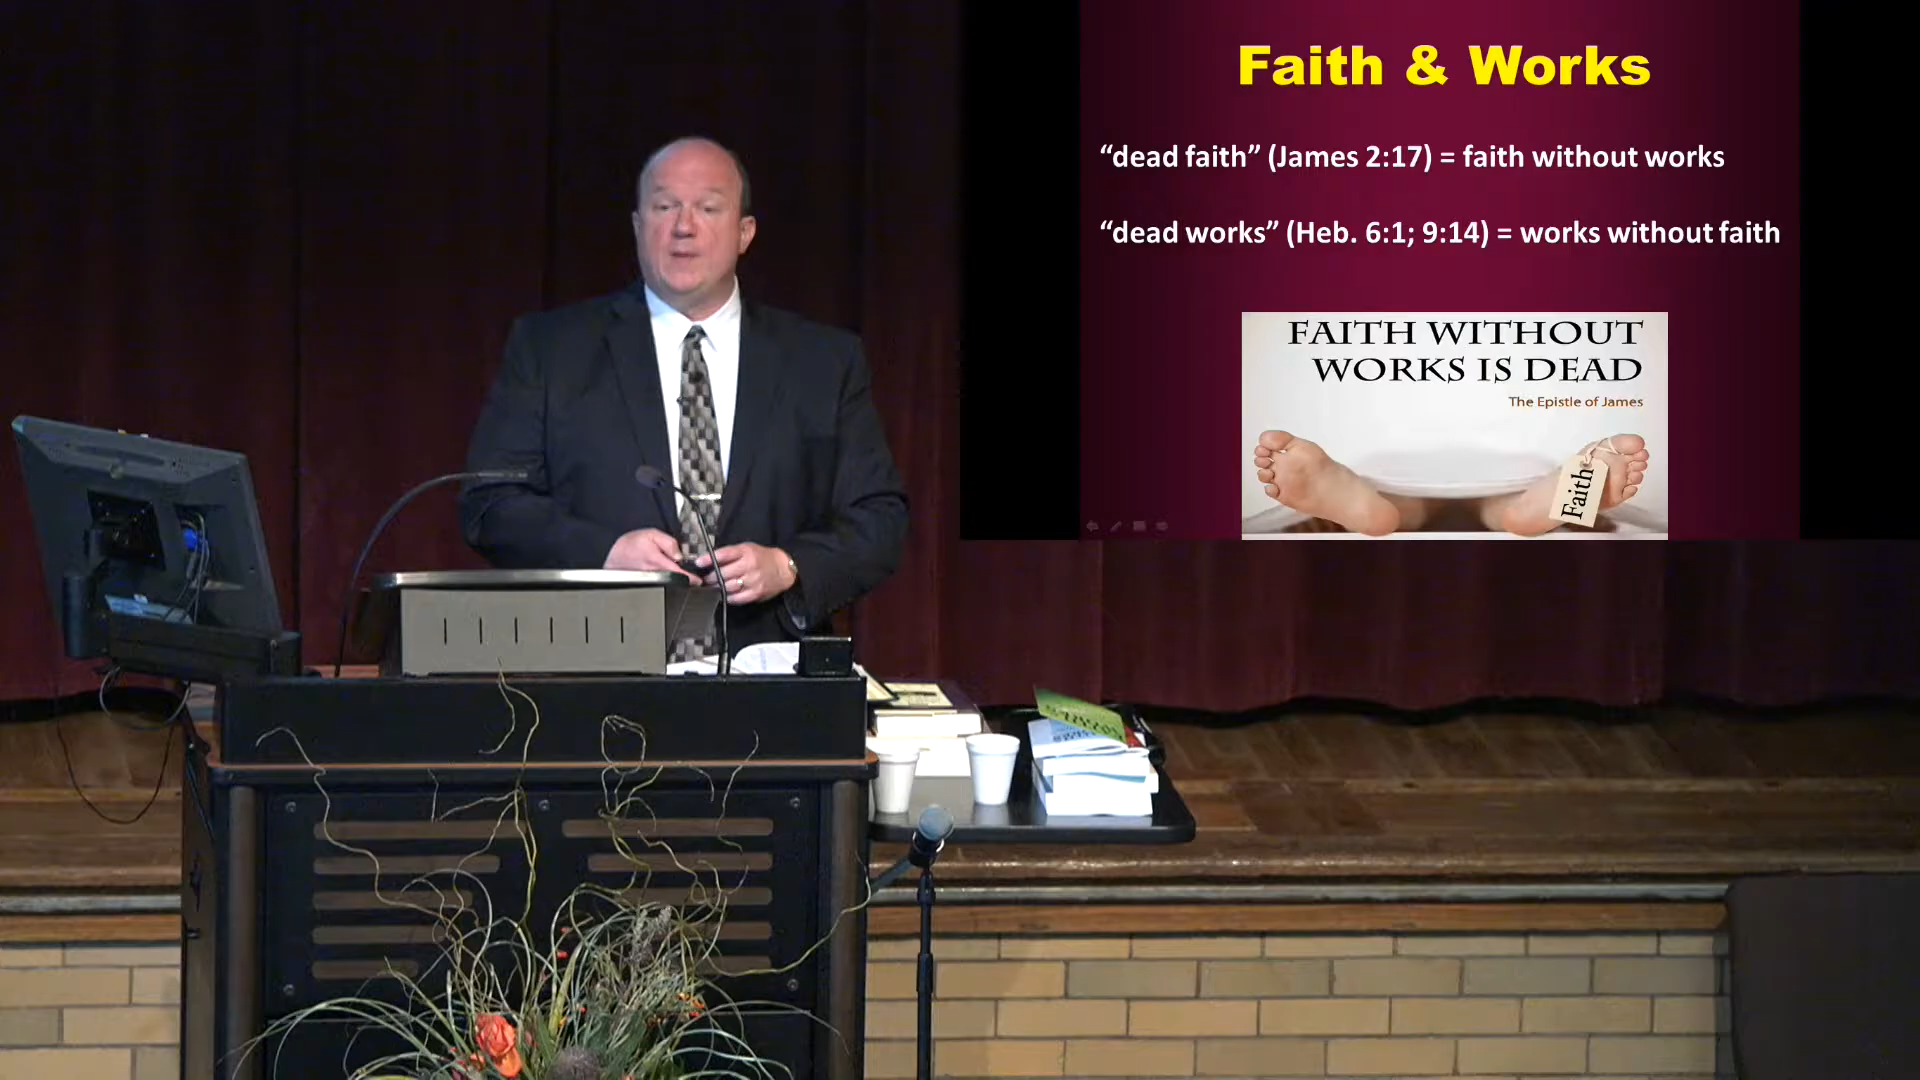 Faith & Works
“dead faith” (James 2:17) = faith without works
“dead works” (Heb. 6:1; 9:14) = works without faith
FAITH WITHOUT
WORKS IS DEAD
The Epistle of James
Faith